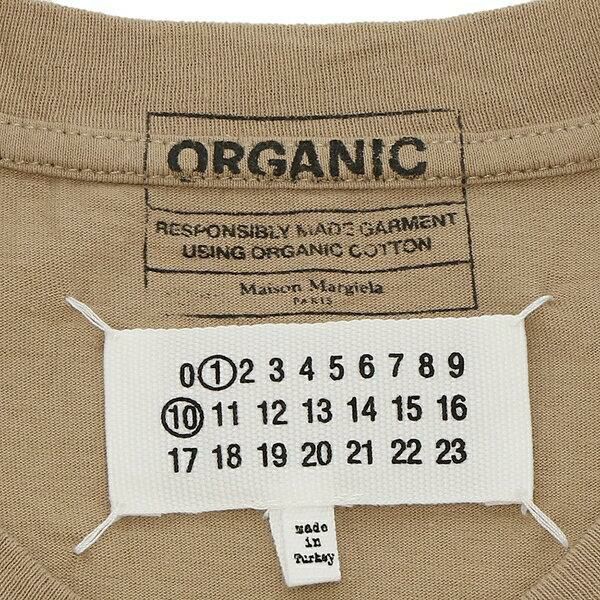 ORGANIC
RESPONSIBLY MADE GARMENT
USING ORGANIC COTTON
Maison Margiela
PARIS
0 1 2 3 4 5 6 7 8 9
10 11 12 13 14 15 16
17 18 19 20 21 22 23
made
in
Turkey